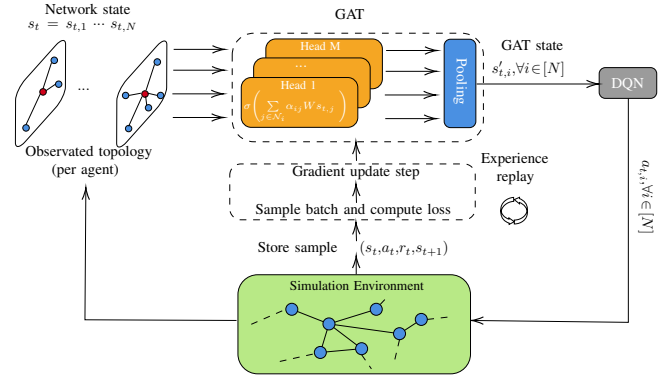 Network state
s_t = s_{t,1} ⋯ s_{t,N}
...
Observated topology
(per agent)
GAT
Head M
...
Head 1
σ( ∑_{j∈𝒩_i} α_{ij} W s_{t,j} )
Pooling
GAT state
s'_{t,i}, ∀i∈[N]
DQN
a_{t,i}, ∀i∈[N]
Gradient update step
Sample batch and compute loss
Experience
replay
Store sample (s_t, a_t, r_t, s_{t+1})
Simulation Environment